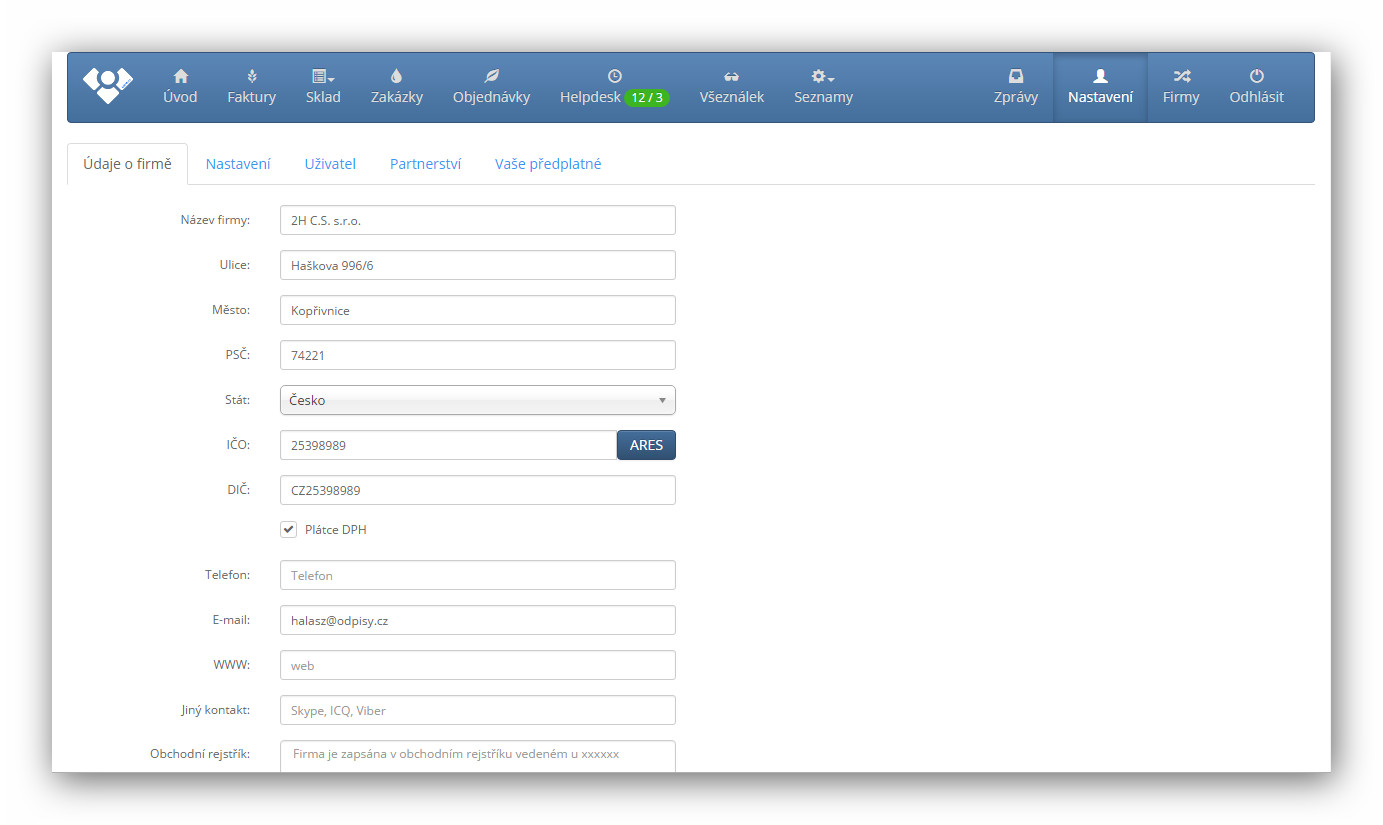 Úvod Faktury Sklad Zakázky Objednávky Helpdesk 12 / 3 Všeználek Seznamy Zprávy Nastavení Firmy Odhlásit
Údaje o firmě Nastavení Uživatel Partnerství Vaše předplatné
Název firmy: 2H C.S. s.r.o.
Ulice: Haškova 996/6
Město: Kopřivnice
PSČ: 74221
Stát: Česko
IČO: 25398989 ARES
DIČ: CZ25398989
Plátce DPH
Telefon: Telefon
E-mail: halasz@odpisy.cz
WWW: web
Jiný kontakt: Skype, ICQ, Viber
Obchodní rejstřík: Firma je zapsána v obchodním rejstříku vedeném u xxxxxx